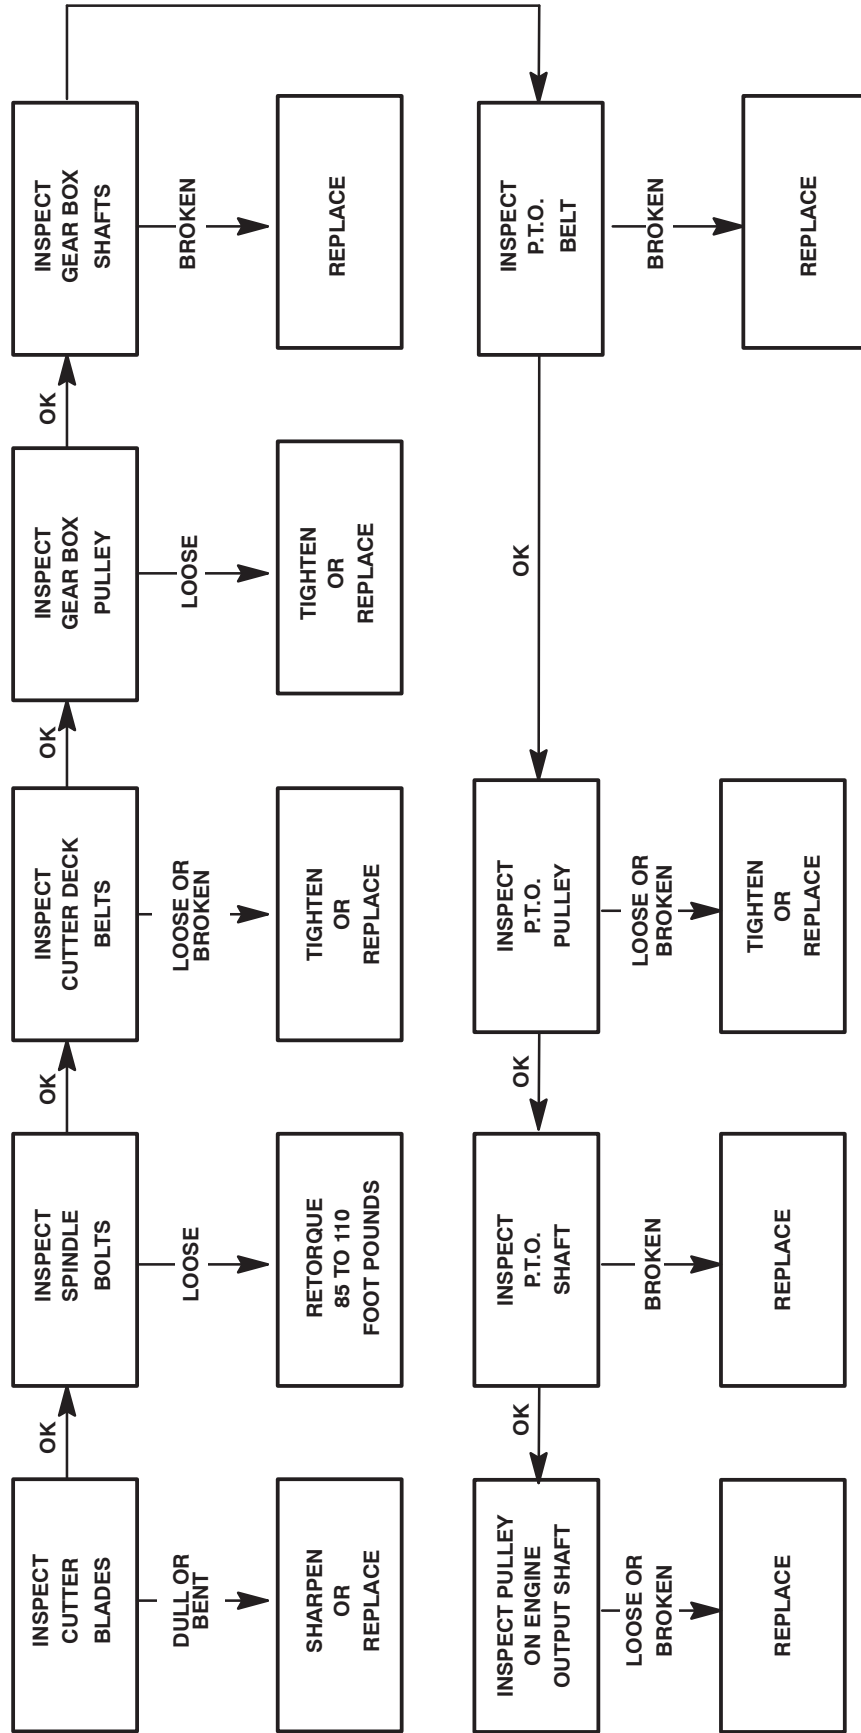 INSPECT
CUTTER
BLADES
OK
INSPECT
SPINDLE
BOLTS
OK
INSPECT
CUTTER DECK
BELTS
OK
INSPECT
GEAR BOX
PULLEY
OK
INSPECT
GEAR BOX
SHAFTS
DULL OR
BENT
LOOSE
LOOSE OR
BROKEN
LOOSE
BROKEN
SHARPEN
OR
REPLACE
RETORQUE
85 TO 110
FOOT POUNDS
TIGHTEN
OR
REPLACE
TIGHTEN
OR
REPLACE
REPLACE
INSPECT PULLEY
ON ENGINE
OUTPUT SHAFT
OK
INSPECT
P.T.O.
SHAFT
OK
INSPECT
P.T.O.
PULLEY
OK
INSPECT
P.T.O.
BELT
LOOSE OR
BROKEN
BROKEN
LOOSE OR
BROKEN
BROKEN
REPLACE
REPLACE
TIGHTEN
OR
REPLACE
REPLACE